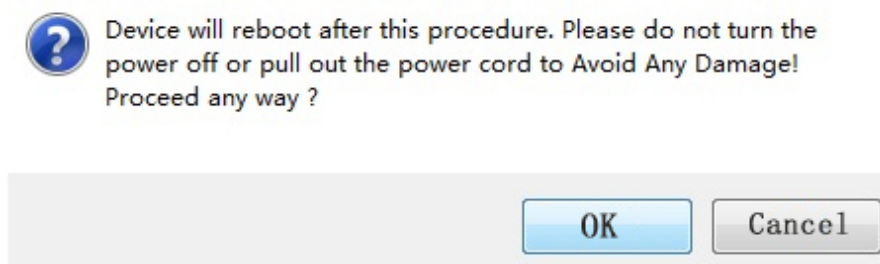 Device will reboot after this procedure. Please do not turn the
power off or pull out the power cord to Avoid Any Damage!
Proceed any way ?
OK Cancel